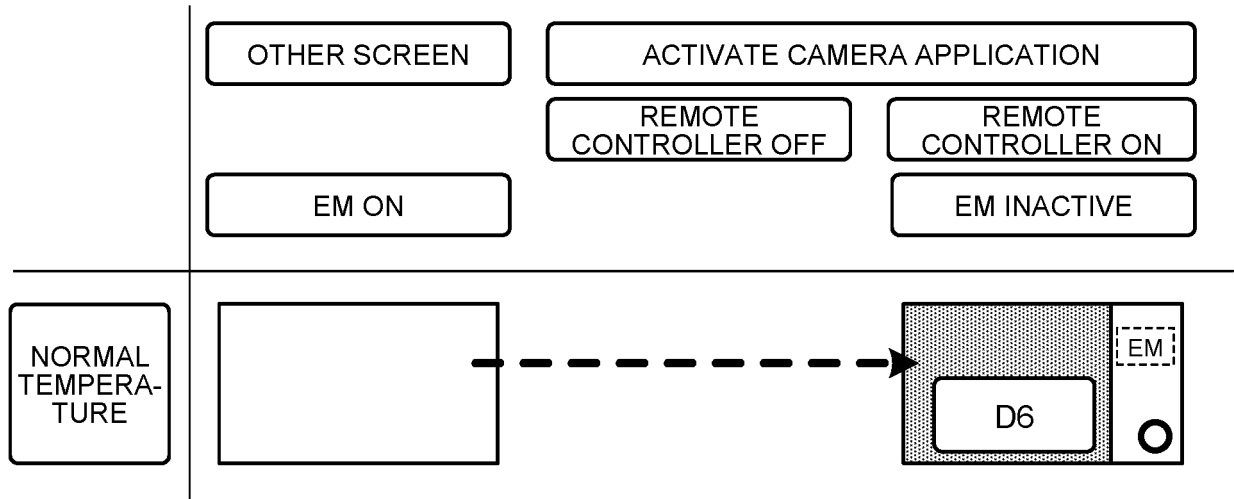 OTHER SCREEN
ACTIVATE CAMERA APPLICATION
REMOTE
CONTROLLER OFF
REMOTE
CONTROLLER ON
EM ON
EM INACTIVE
NORMAL
TEMPERA-
TURE
EM
D6